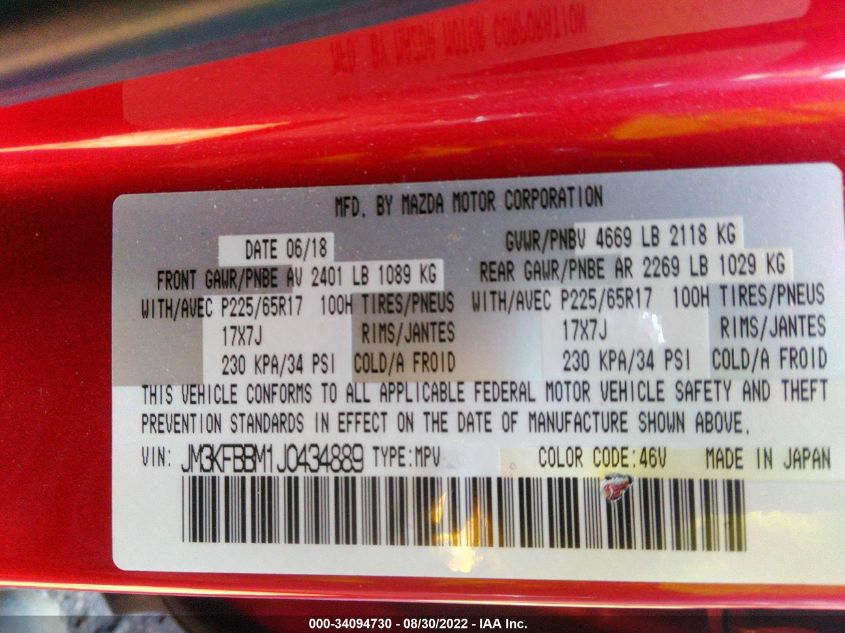 MFD. BY MAZDA MOTOR CORPORATION
DATE 06/18 GVWR/PNBV 4669 LB 2118 KG
FRONT GAWR/PNBE AV 2401 LB 1089 KG REAR GAWR/PNBE AR 2269 LB 1029 KG
WITH/AVEC P225/65R17 100H TIRES/PNEUS WITH/AVEC P225/65R17 100H TIRES/PNEUS
17X7J RIMS/JANTES 17X7J RIMS/JANTES
230 KPA/34 PSI COLD/A FROID 230 KPA/34 PSI COLD/A FROID
THIS VEHICLE CONFORMS TO ALL APPLICABLE FEDERAL MOTOR VEHICLE SAFETY AND THEFT
PREVENTION STANDARDS IN EFFECT ON THE DATE OF MANUFACTURE SHOWN ABOVE.
VIN: JM3KFBBM1J0434889 TYPE:MPV COLOR CODE:46V MADE IN JAPAN
000-34094730 - 08/30/2022 - IAA Inc.